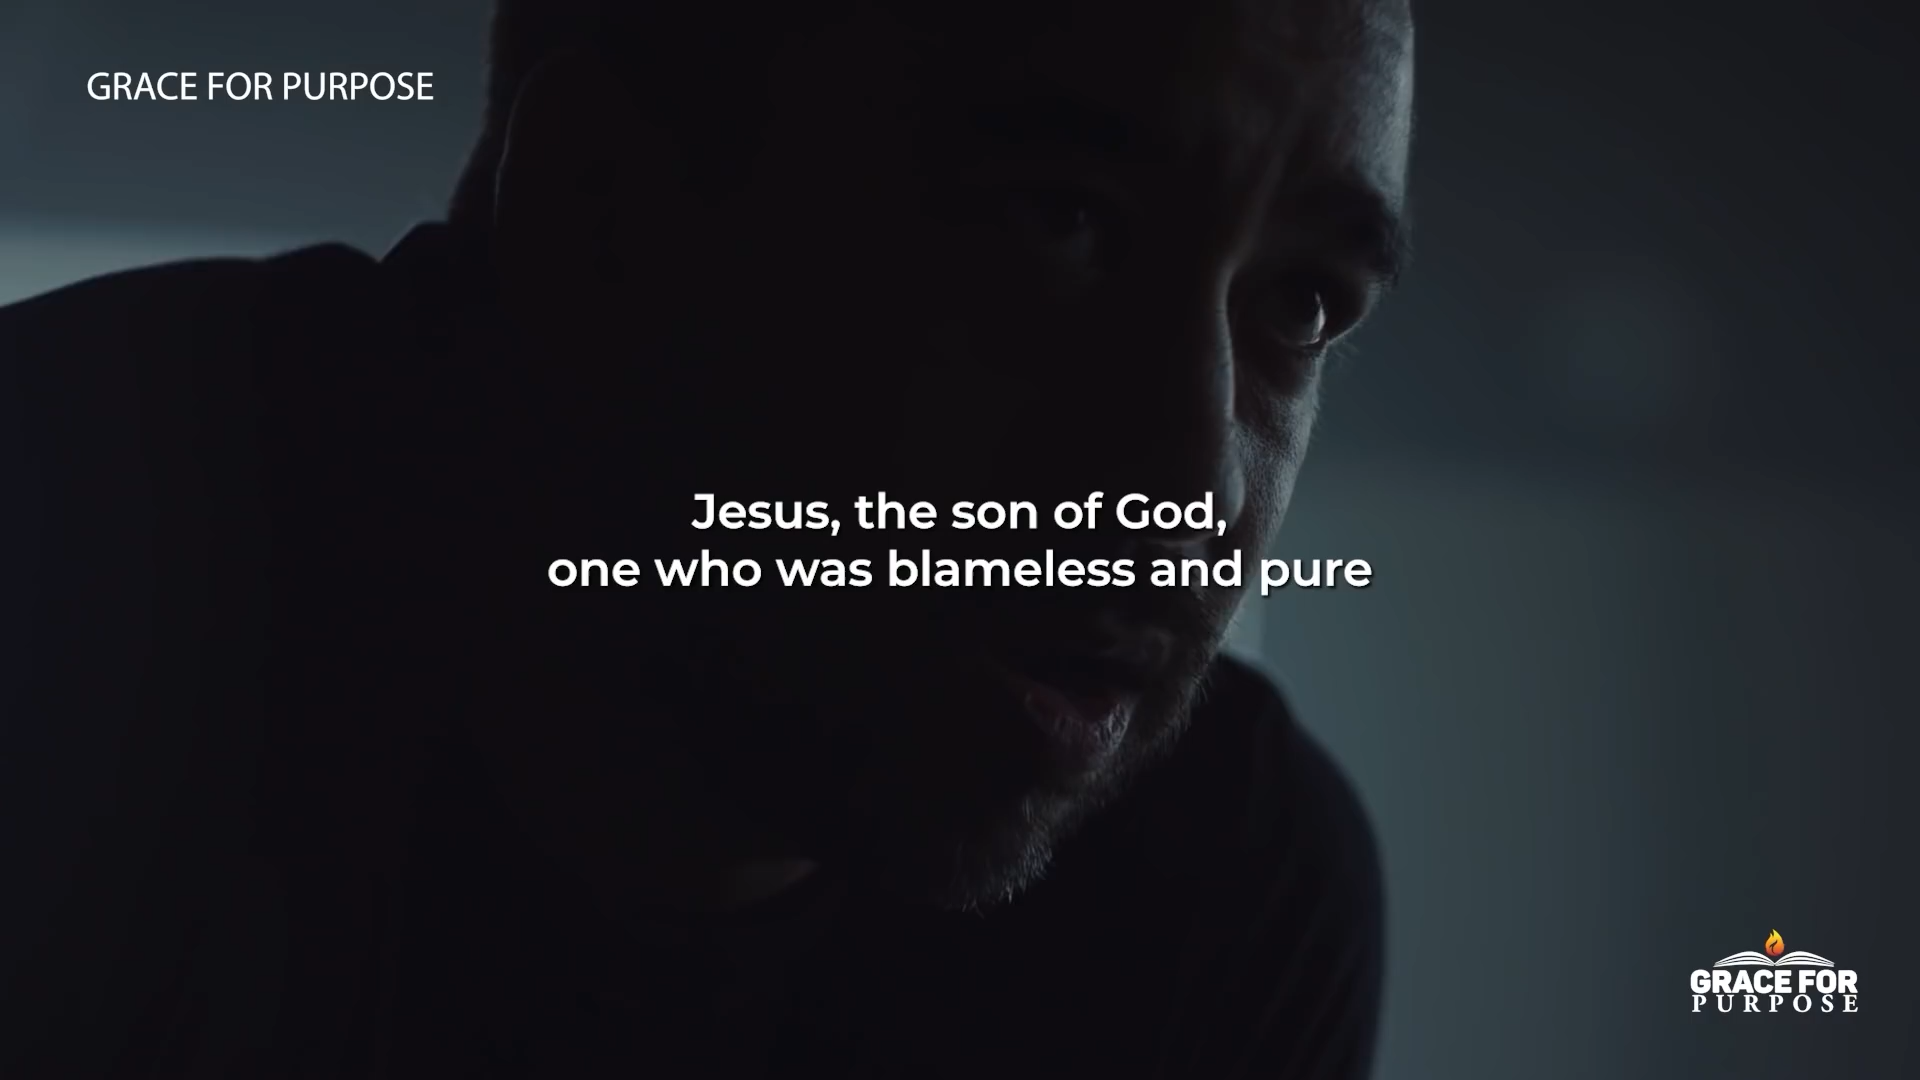 GRACE FOR PURPOSE
Jesus, the son of God,
one who was blameless and pure
GRACE FOR
PURPOSE